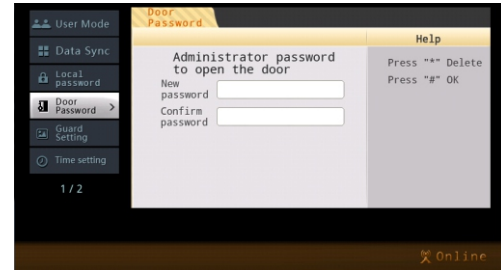 User Mode
Data Sync
Local
password
Door
Password >
Guard
Setting
Time setting
1 / 2
Door
Password
Administrator password
to open the door
New
password
Confirm
password
Help
Press "*" Delete
Press "#" OK
Online